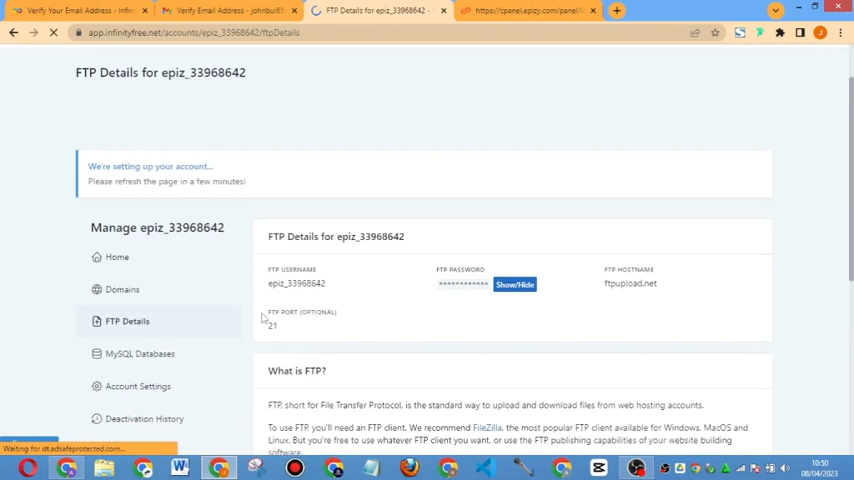 Verify Your Email Address - Infini
Verify Email Address - johnbui65
FTP Details for epiz_33968642 -
https://cpanel.epizy.com/panel/
app.infinityfree.net/accounts/epiz_33968642/ftpDetails
FTP Details for epiz_33968642
We're setting up your account...
Please refresh the page in a few minutes!
Manage epiz_33968642
Home
Domains
FTP Details
MySQL Databases
Account Settings
Deactivation History
FTP Details for epiz_33968642
FTP USERNAME
epiz_33968642
FTP PASSWORD
************ Show/Hide
FTP HOSTNAME
ftpupload.net
FTP PORT (OPTIONAL)
21
What is FTP?
FTP, short for File Transfer Protocol, is the standard way to upload and download files from web hosting accounts.
To use FTP, you'll need an FTP client. We recommend FileZilla, the most popular FTP client available for Windows, MacOS and
Linux. But you're free to use whatever FTP client you want, or use the FTP publishing capabilities of your website building
software.
Waiting for dt.adsafeprotected.com...
10:50
08/04/2023